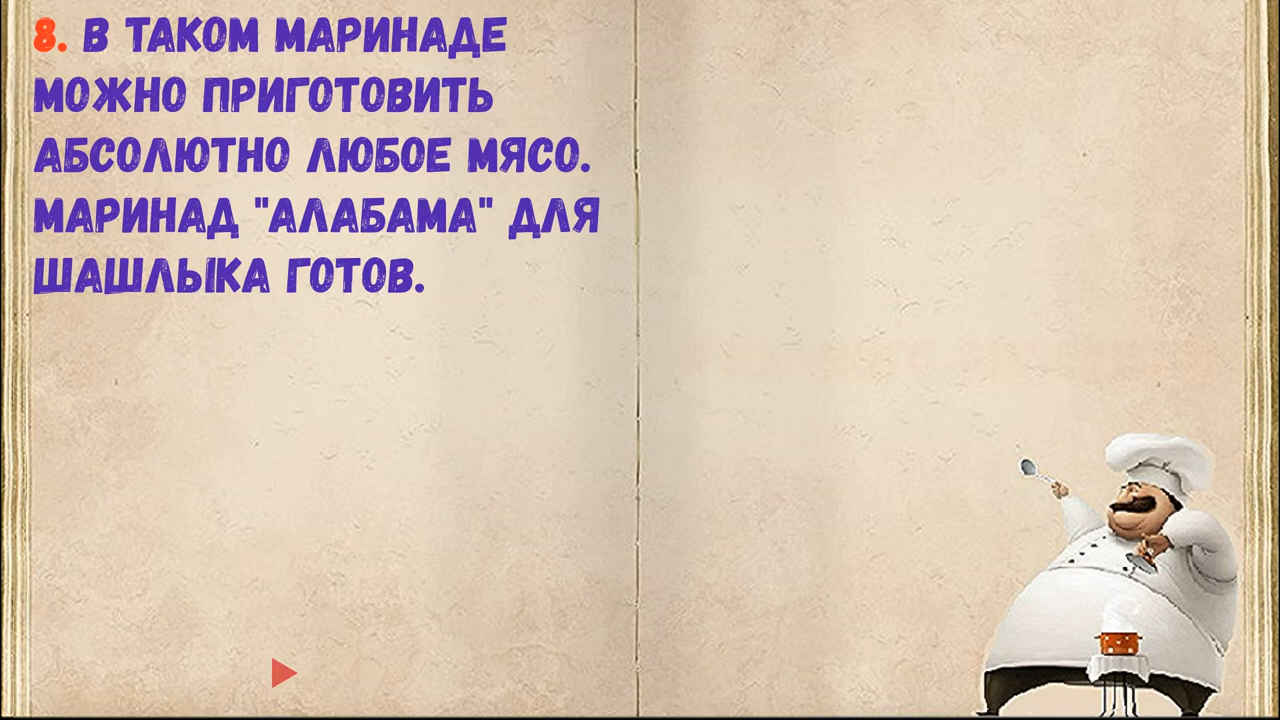 8. В ТАКОМ МАРИНАДЕ
МОЖНО ПРИГОТОВИТЬ
АБСОЛЮТНО ЛЮБОЕ МЯСО.
МАРИНАД "АЛАБАМА" ДЛЯ
ШАШЛЫКА ГОТОВ.